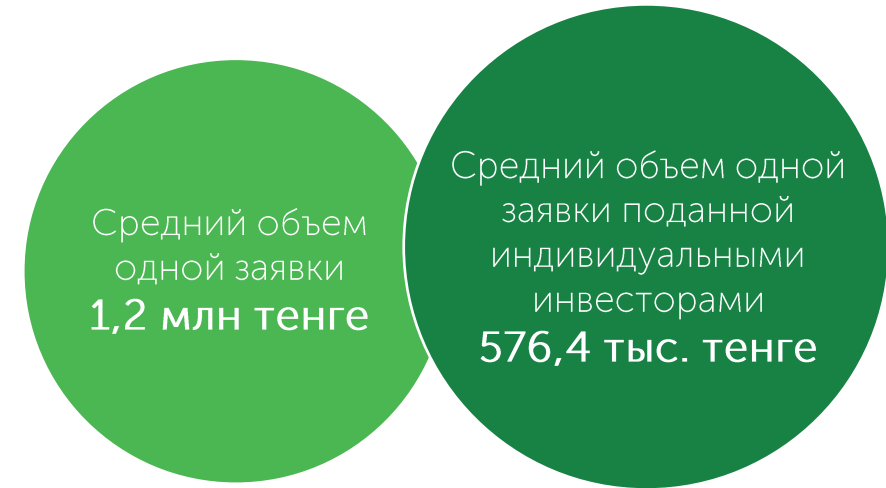 Средний объем
одной заявки
1,2 млн тенге
Средний объем одной
заявки поданной
индивидуальными
инвесторами
576,4 тыс. тенге